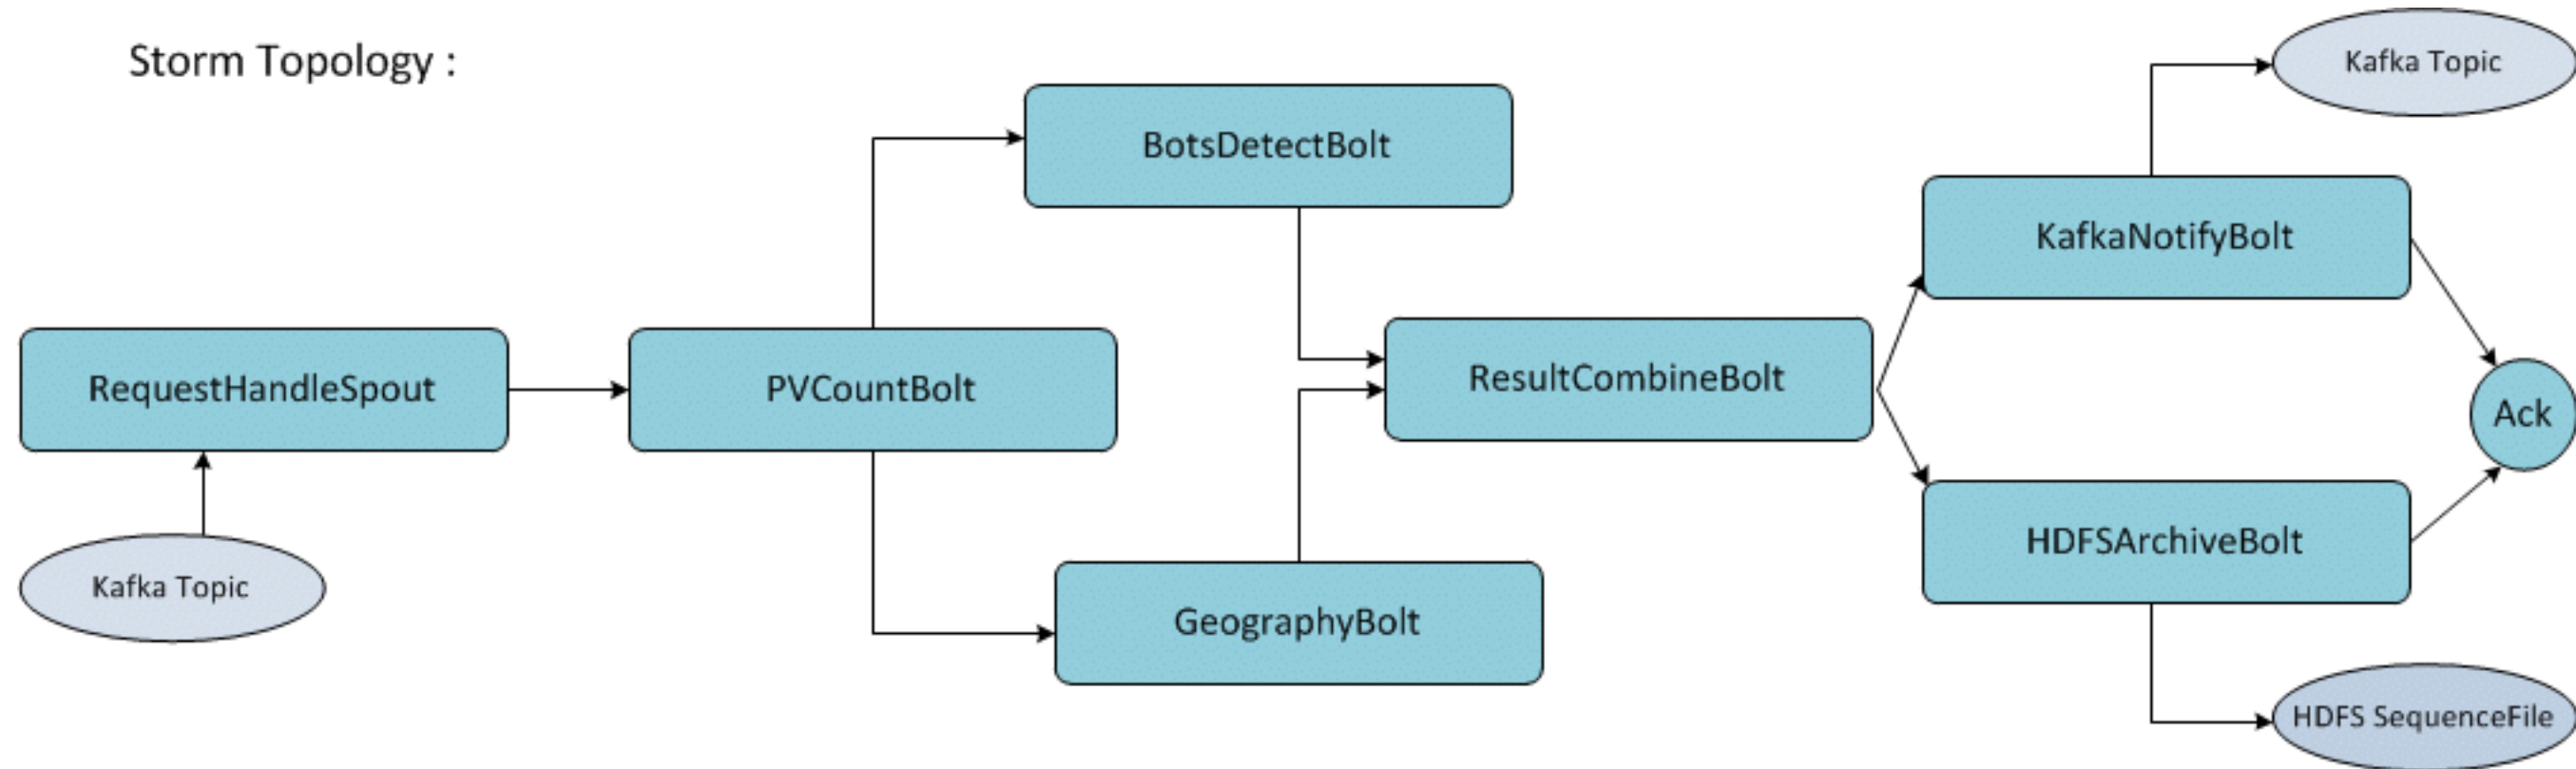 Storm Topology :
Kafka Topic
BotsDetectBolt
KafkaNotifyBolt
RequestHandleSpout
PVCountBolt
ResultCombineBolt
Ack
HDFSArchiveBolt
Kafka Topic
GeographyBolt
HDFS SequenceFile